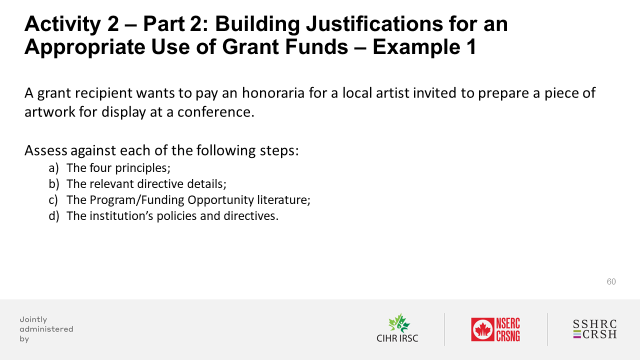 Activity 2 – Part 2: Building Justifications for an
Appropriate Use of Grant Funds – Example 1
A grant recipient wants to pay an honoraria for a local artist invited to prepare a piece of
artwork for display at a conference.
Assess against each of the following steps:
a) The four principles;
b) The relevant directive details;
c) The Program/Funding Opportunity literature;
d) The institution's policies and directives.
60
Jointly
administered
by
CIHR IRSC
NSERC
CRSNG
SSHRC
CRSH